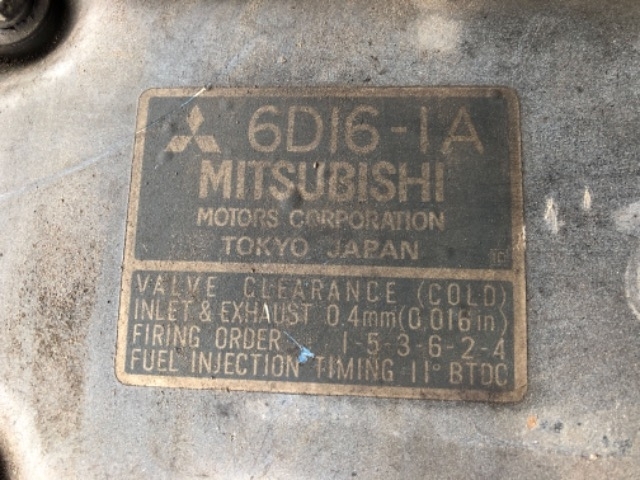 6D16-1A
MITSUBISHI
MOTORS CORPORATION
TOKYO JAPAN
VALVE CLEARANCE (COLD)
INLET & EXHAUST 0.4mm(0.016in)
FIRING ORDER 1-5-3-6-2-4
FUEL INJECTION TIMING 11° BTDC